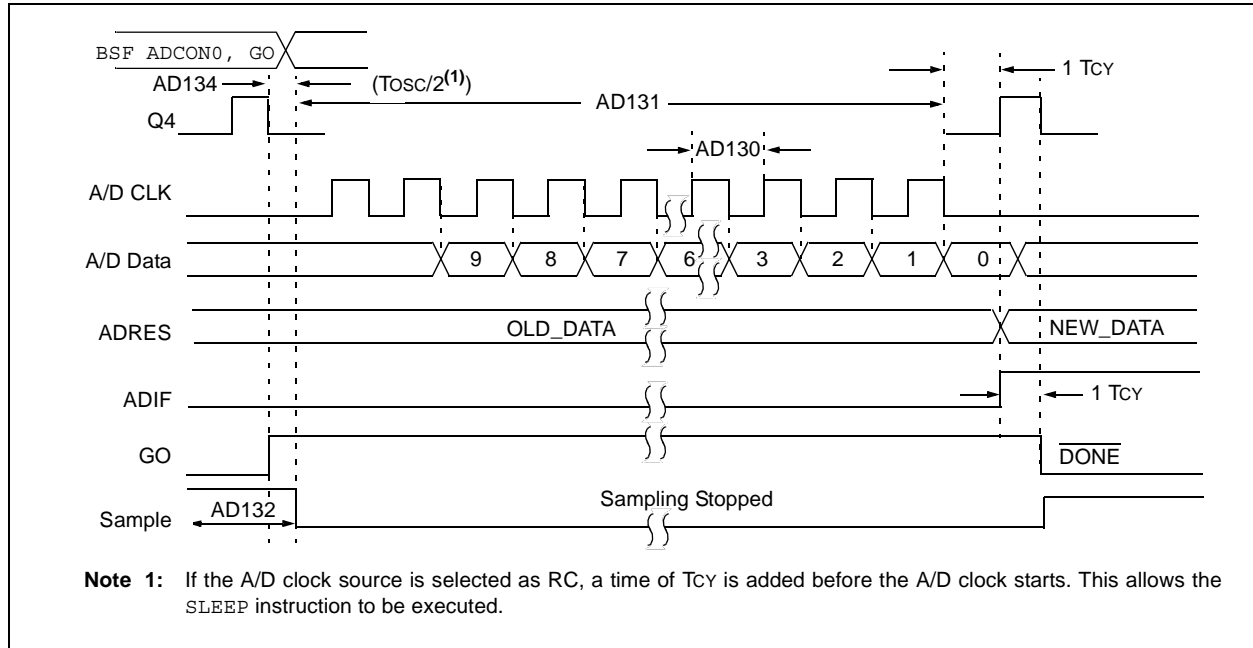 BSF ADCON0, GO
AD134
(TOSC/2(1))
1 TCY
AD131
Q4
AD130
A/D CLK
A/D Data
9 8 7 6 3 2 1 0
ADRES
OLD_DATA
NEW_DATA
ADIF
1 TCY
GO
DONE
Sampling Stopped
AD132
Sample
Note 1: If the A/D clock source is selected as RC, a time of TCY is added before the A/D clock starts. This allows the
SLEEP instruction to be executed.